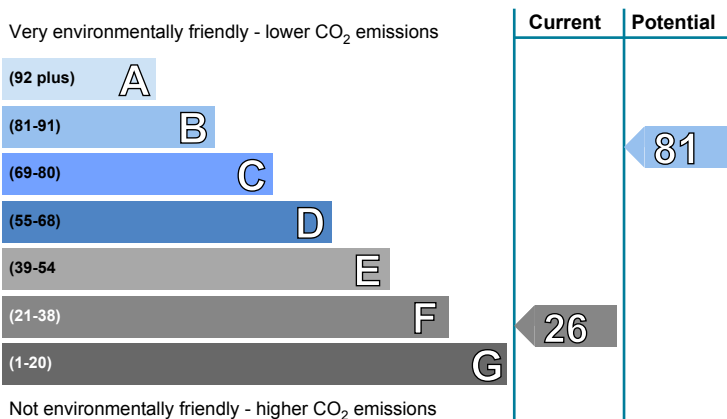 Very environmentally friendly - lower CO₂ emissions
Current
Potential
(92 plus) A
(81-91) B
(69-80) C
(55-68) D
(39-54 E
(21-38) F
(1-20) G
81
26
Not environmentally friendly - higher CO₂ emissions